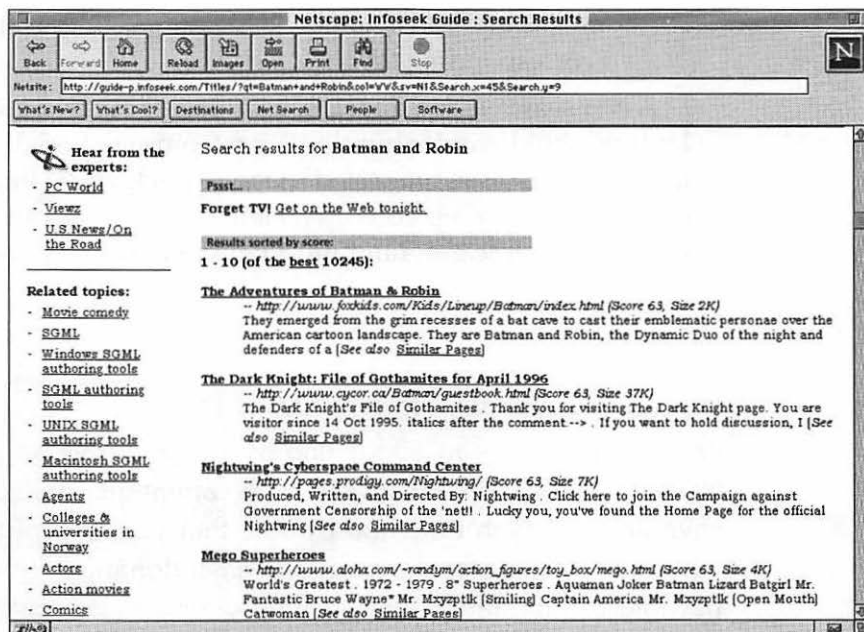 Netscape: Infoseek Guide : Search Results
Back Forward Home Reload Images Open Print Find Stop
N
Netsite: http://guide-p.infoseek.com/Titles/?qt=Batman+and+Robin&col=WW&sv=N1&Search.x=45&Search.y=9
What's New? What's Cool? Destinations Net Search People Software
Hear from the
experts:
- PC World
- Viewz
- U.S News/On
the Road
Related topics:
- Movie comedy
- SGML
- Windows SGML
authoring tools
- SGML authoring
tools
- UNIX SGML
authoring tools
- Macintosh SGML
authoring tools
- Agents
- Colleges &
universities in
Norway
- Actors
- Action movies
- Comics
Search results for Batman and Robin
Pssst...
Forget TV! Get on the Web tonight.
Results sorted by score:
1 - 10 (of the best 10245):
The Adventures of Batman & Robin
-- http://www.foxkids.com/Kids/Lineup/Batman/index.html (Score 63, Size 2K)
They emerged from the grim recesses of a bat cave to cast their emblematic personae over the
American cartoon landscape. They are Batman and Robin, the Dynamic Duo of the night and
defenders of a [See also Similar Pages]
The Dark Knight: File of Gothamites for April 1996
-- http://www.cycor.ca/Batman/guestbook.html (Score 63, Size 37K)
The Dark Knight's File of Gothamites . Thank you for visiting The Dark Knight page. You are
visitor since 14 Oct 1995. italics after the comment --> . If you want to hold discussion, I [See
also Similar Pages]
Nightwing's Cyberspace Command Center
-- http://pages.prodigy.com/Nightwing/ (Score 63, Size 7K)
Produced, Written, and Directed By: Nightwing . Click here to join the Campaign against
Government Censorship of the 'net!! . Lucky you, you've found the Home Page for the official
Nightwing [See also Similar Pages]
Mego Superheroes
-- http://www.aloha.com/~randym/action_figures/toy_box/mego.html (Score 63, Size 4K)
World's Greatest . 1972 - 1979 . 8" Superheroes . Aquaman Joker Batman Lizard Batgirl Mr.
Fantastic Bruce Wayne* Mr. Mxyzptlk (Smiling) Captain America Mr. Mxyzptlk (Open Mouth)
Catwoman [See also Similar Pages]